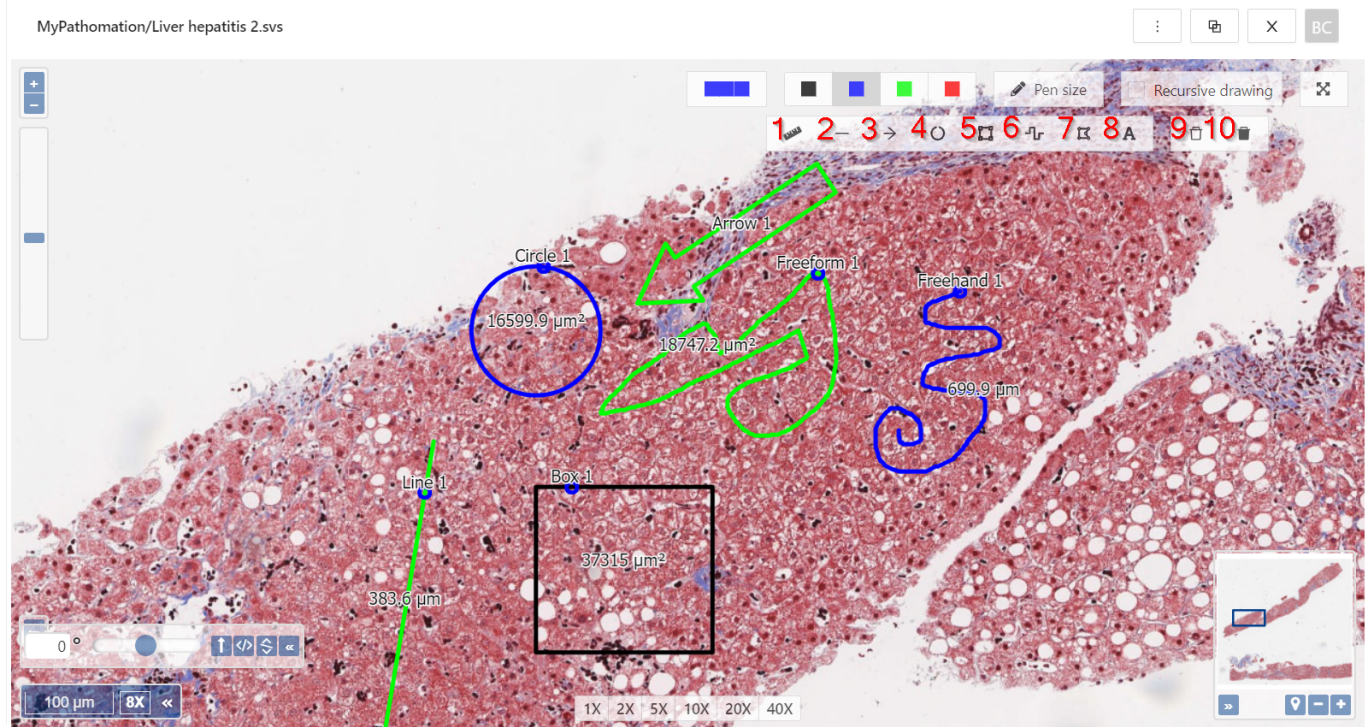 MyPathomation/Liver hepatitis 2.svs
BC
Pen size
Recursive drawing
1 2 3 4 5 6 7 8 A 9 10
Arrow 1
Circle 1
Freeform 1
Freehand 1
16599.9 µm²
18747.2 µm²
699.9 µm
Line 1
Box 1
37315 µm²
383.6 µm
0 °
100 µm 8X «
1X 2X 5X 10X 20X 40X